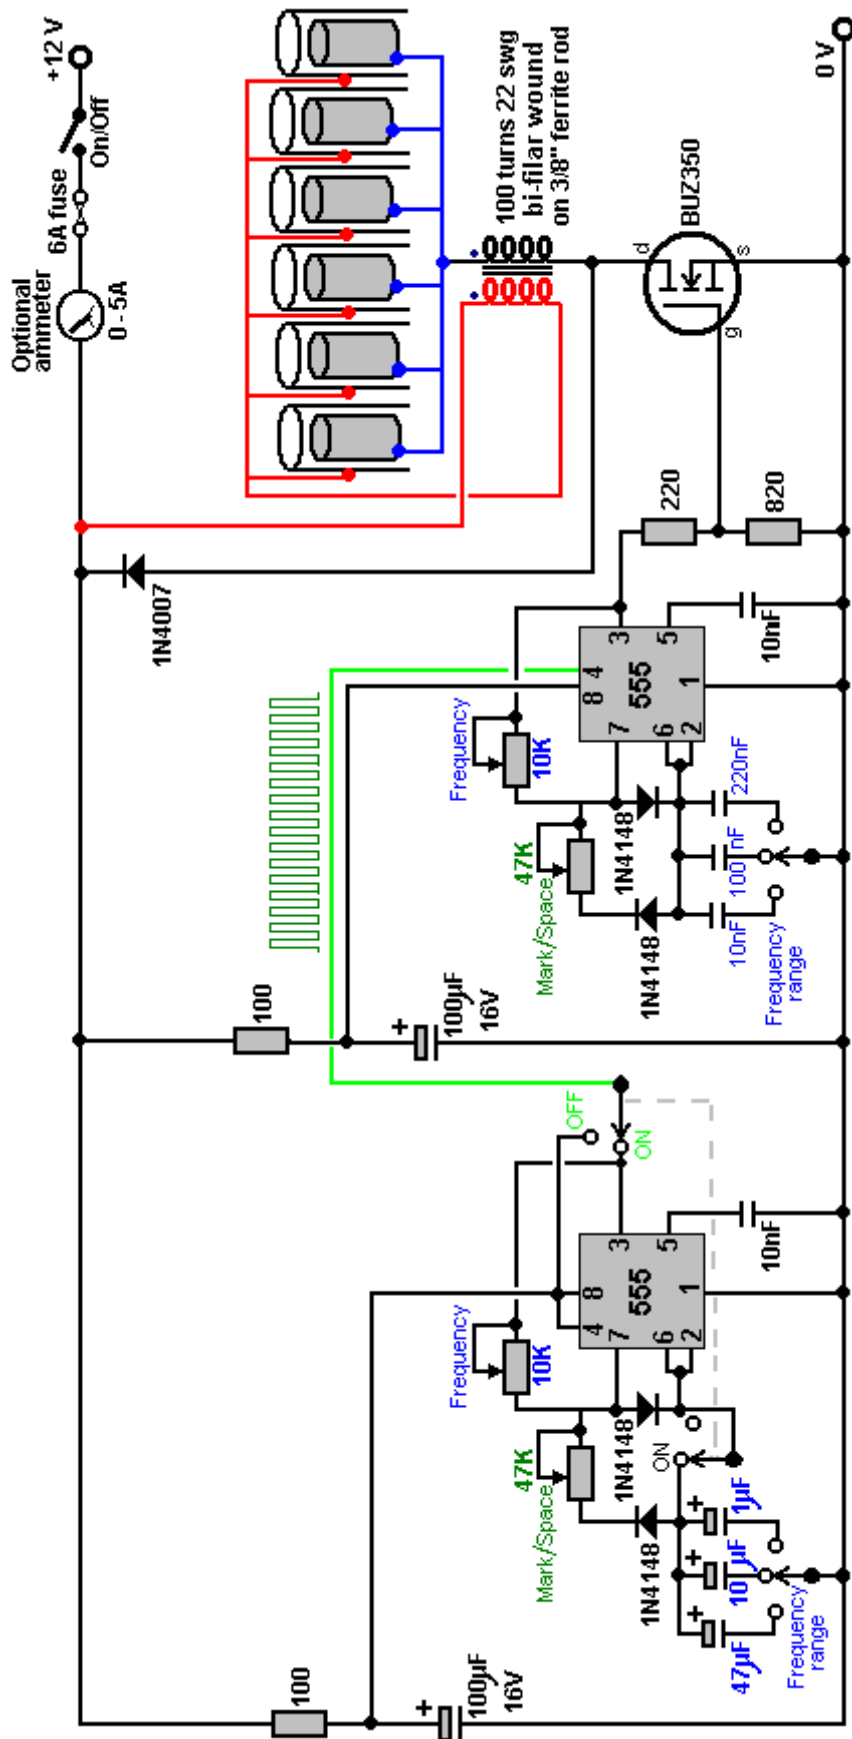 +12 V
On/Off
6A fuse
Optional
ammeter
0 - 5A
100 turns 22 swg
bi-filar wound
on 3/8" ferrite rod
BUZ350
d
g
s
0 V
1N4007
220
820
100
100µF
16V
Frequency
10K
47K
Mark/Space
1N4148
1N4148
555
7
8
4
3
6
2
1
5
10nF
10nF
100nF
220nF
Frequency
range
OFF
ON
100
100µF
16V
Frequency
10K
47K
Mark/Space
1N4148
1N4148
ON
555
7
4
8
3
6
2
1
5
10nF
47µF
10µF
1µF
Frequency
range